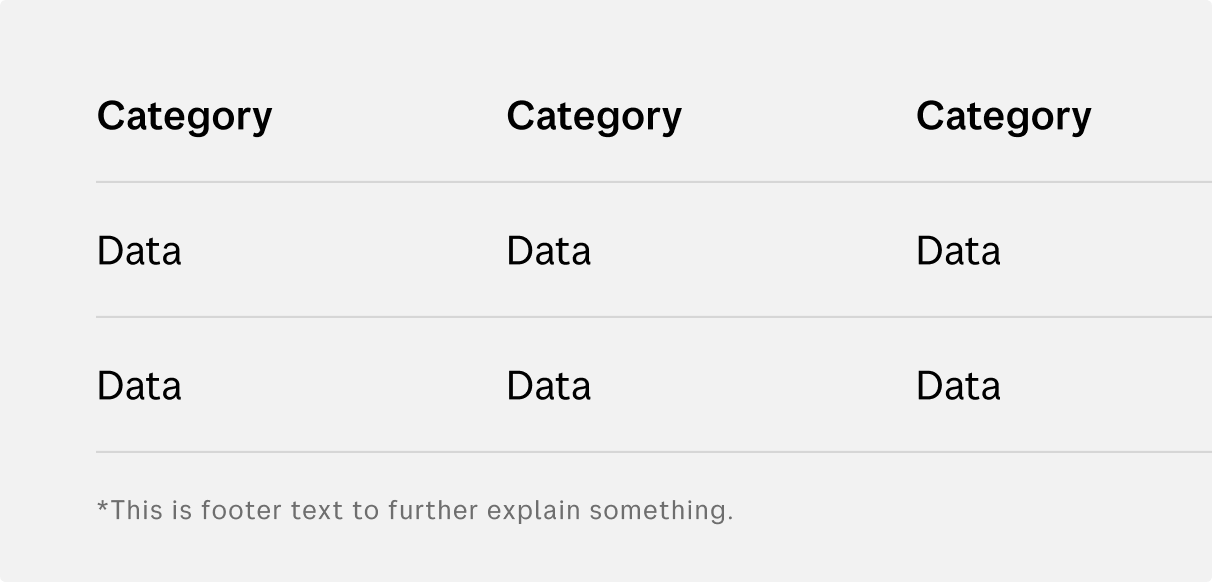 Category Category Category
Data Data Data
Data Data Data
*This is footer text to further explain something.